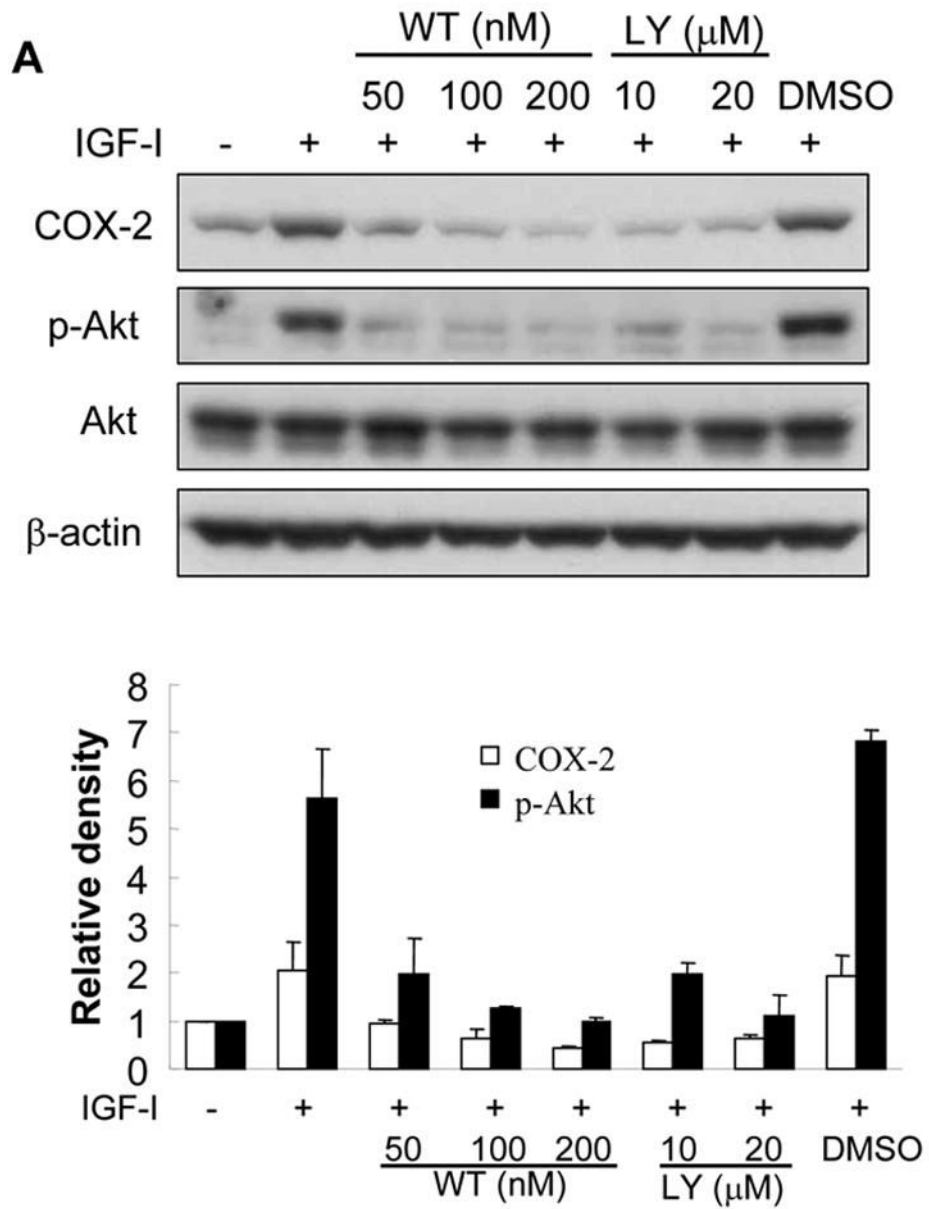 A
WT (nM) LY (μM)
50 100 200 10 20 DMSO
IGF-I - + + + + + + +
COX-2
p-Akt
Akt
β-actin
8
7
6
5
4
3
2
1
0
Relative density
COX-2
p-Akt
IGF-I - + + + + + + +
50 100 200 10 20 DMSO
WT (nM) LY (μM)